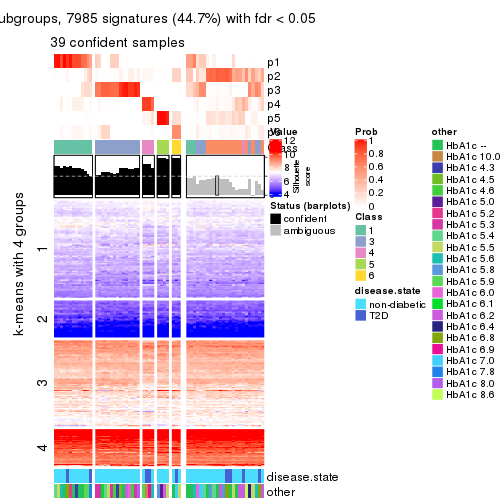 ubgroups, 7985 signatures (44.7%) with fdr < 0.05
39 confident samples
p1
p2
p3
p4
p5
Class
k-means with 4 groups
1
2
3
4
disease.state
other
Value
12
10
8
6
4
Silhouette
score
Status (barplots)
confident
ambiguous
Prob
1
0.8
0.6
0.4
0.2
0
Class
1
3
4
5
6
disease.state
non-diabetic
T2D
other
HbA1c --
HbA1c 10.0
HbA1c 4.3
HbA1c 4.5
HbA1c 4.6
HbA1c 5.0
HbA1c 5.2
HbA1c 5.3
HbA1c 5.4
HbA1c 5.5
HbA1c 5.6
HbA1c 5.8
HbA1c 5.9
HbA1c 6.0
HbA1c 6.1
HbA1c 6.2
HbA1c 6.4
HbA1c 6.8
HbA1c 6.9
HbA1c 7.0
HbA1c 7.8
HbA1c 8.0
HbA1c 8.6